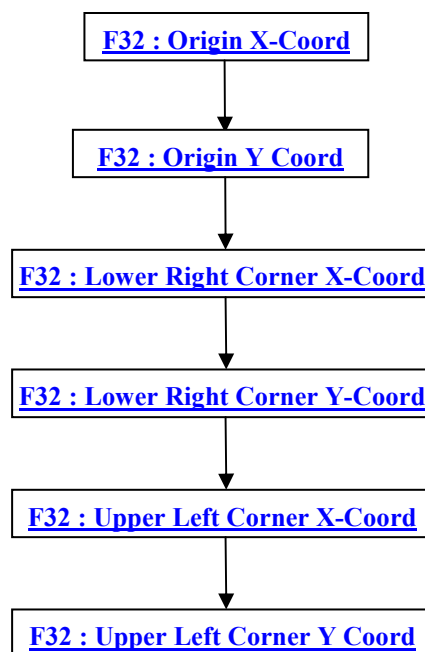 F32 : Origin X-Coord
F32 : Origin Y Coord
F32 : Lower Right Corner X-Coord
F32 : Lower Right Corner Y-Coord
F32 : Upper Left Corner X-Coord
F32 : Upper Left Corner Y Coord